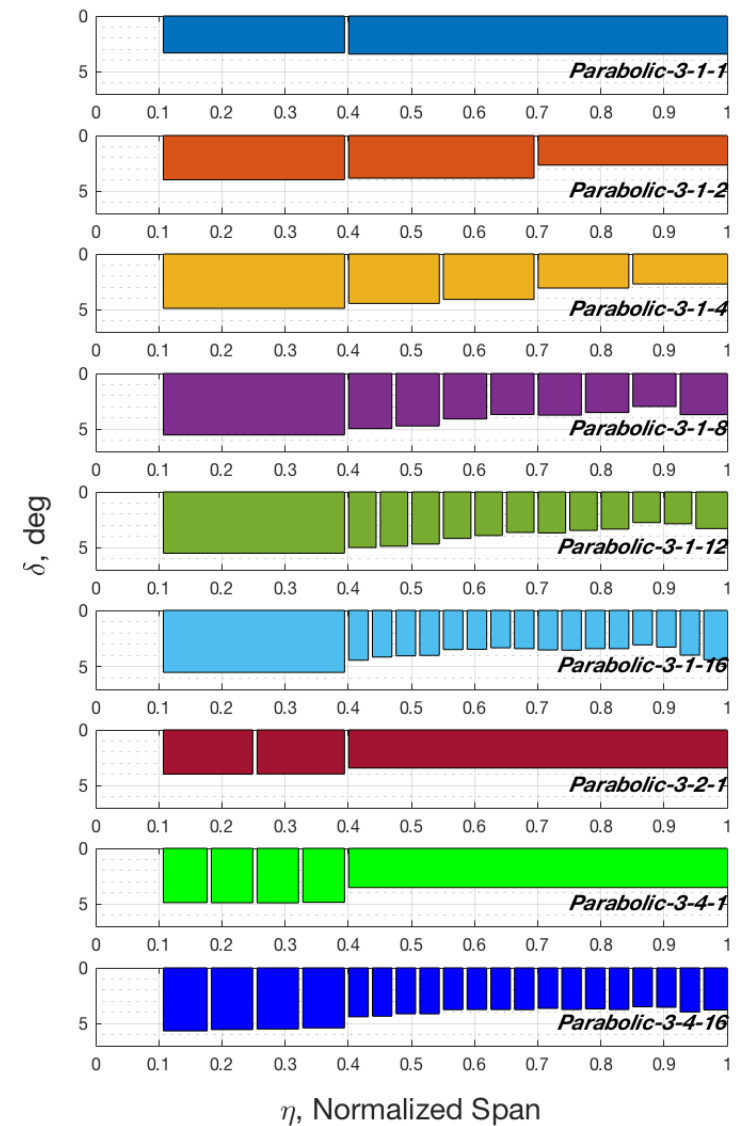 0
5
Parabolic-3-1-1
0 0.1 0.2 0.3 0.4 0.5 0.6 0.7 0.8 0.9 1
0
5
Parabolic-3-1-2
0 0.1 0.2 0.3 0.4 0.5 0.6 0.7 0.8 0.9 1
0
5
Parabolic-3-1-4
0 0.1 0.2 0.3 0.4 0.5 0.6 0.7 0.8 0.9 1
0
5
Parabolic-3-1-8
0 0.1 0.2 0.3 0.4 0.5 0.6 0.7 0.8 0.9 1
0
5
Parabolic-3-1-12
0 0.1 0.2 0.3 0.4 0.5 0.6 0.7 0.8 0.9 1
δ, deg
0
5
Parabolic-3-1-16
0 0.1 0.2 0.3 0.4 0.5 0.6 0.7 0.8 0.9 1
0
5
Parabolic-3-2-1
0 0.1 0.2 0.3 0.4 0.5 0.6 0.7 0.8 0.9 1
0
5
Parabolic-3-4-1
0 0.1 0.2 0.3 0.4 0.5 0.6 0.7 0.8 0.9 1
0
5
Parabolic-3-4-16
0 0.1 0.2 0.3 0.4 0.5 0.6 0.7 0.8 0.9 1
η, Normalized Span